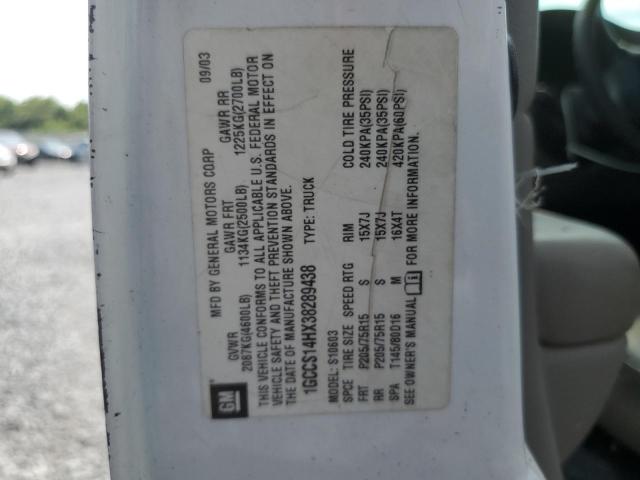 GM
MFD BY GENERAL MOTORS CORP 09/03
GVWR GAWR FRT GAWR RR
2087KG(4600LB) 1134KG(2500LB) 1225KG(2700LB)
THIS VEHICLE CONFORMS TO ALL APPLICABLE U.S. FEDERAL MOTOR
VEHICLE SAFETY AND THEFT PREVENTION STANDARDS IN EFFECT ON
THE DATE OF MANUFACTURE SHOWN ABOVE.
1GCCS14HX38289438 TYPE: TRUCK
MODEL: S10603
SPCE TIRE SIZE SPEED RTG RIM COLD TIRE PRESSURE
FRT P205/75R15 S 15X7J 240KPA(35PSI)
RR P205/75R15 S 15X7J 240KPA(35PSI)
SPA T145/80D16 M 16X4T 420KPA(60PSI)
SEE OWNER'S MANUAL FOR MORE INFORMATION.